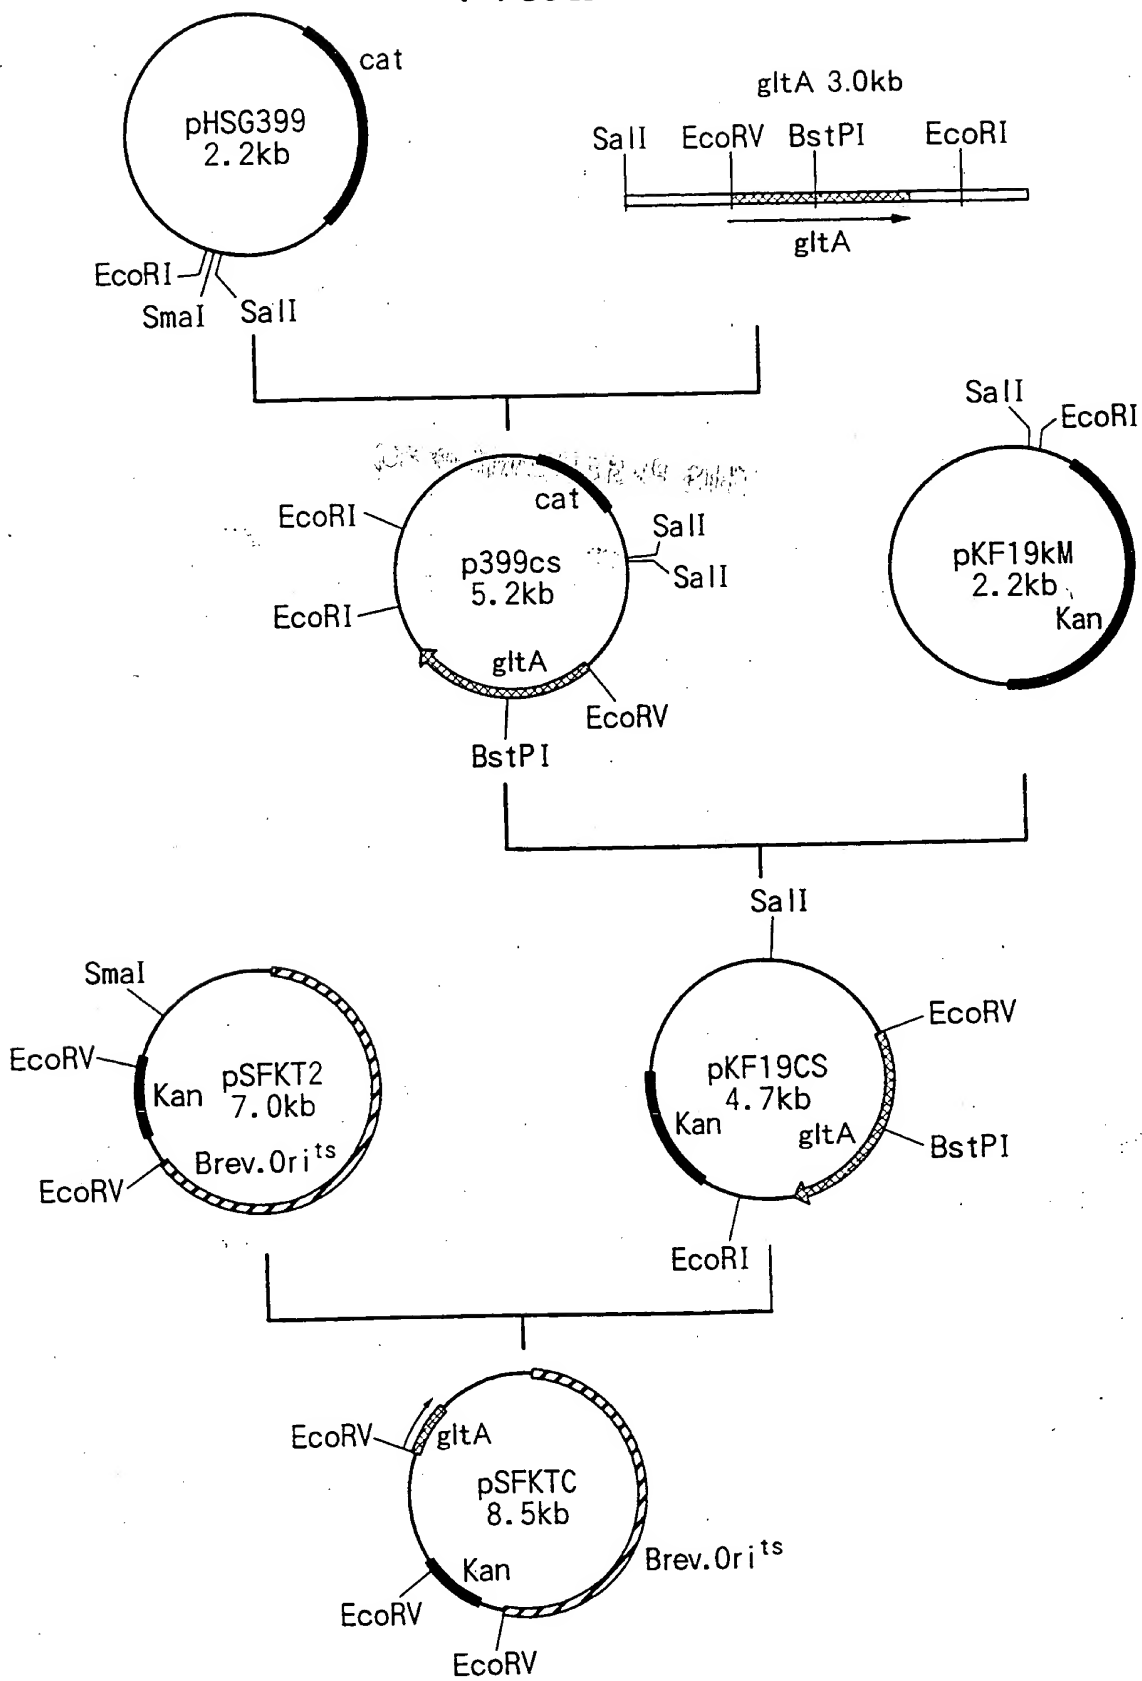 cat
pHSG399
2.2kb
EcoRI
SmaI
SalI
gltA 3.0kb
SalI
EcoRV
BstPI
EcoRI
gltA
cat
EcoRI
p399cs
5.2kb
SalI
SalI
EcoRI
gltA
EcoRV
BstPI
SalI
EcoRI
pKF19kM
2.2kb
Kan
SmaI
EcoRV
Kan
pSFKT2
7.0kb
Brev.Ori^ts
EcoRV
SalI
EcoRV
pKF19CS
4.7kb
Kan
gltA
BstPI
EcoRI
EcoRV
gltA
pSFKTC
8.5kb
Brev.Ori^ts
Kan
EcoRV
EcoRV